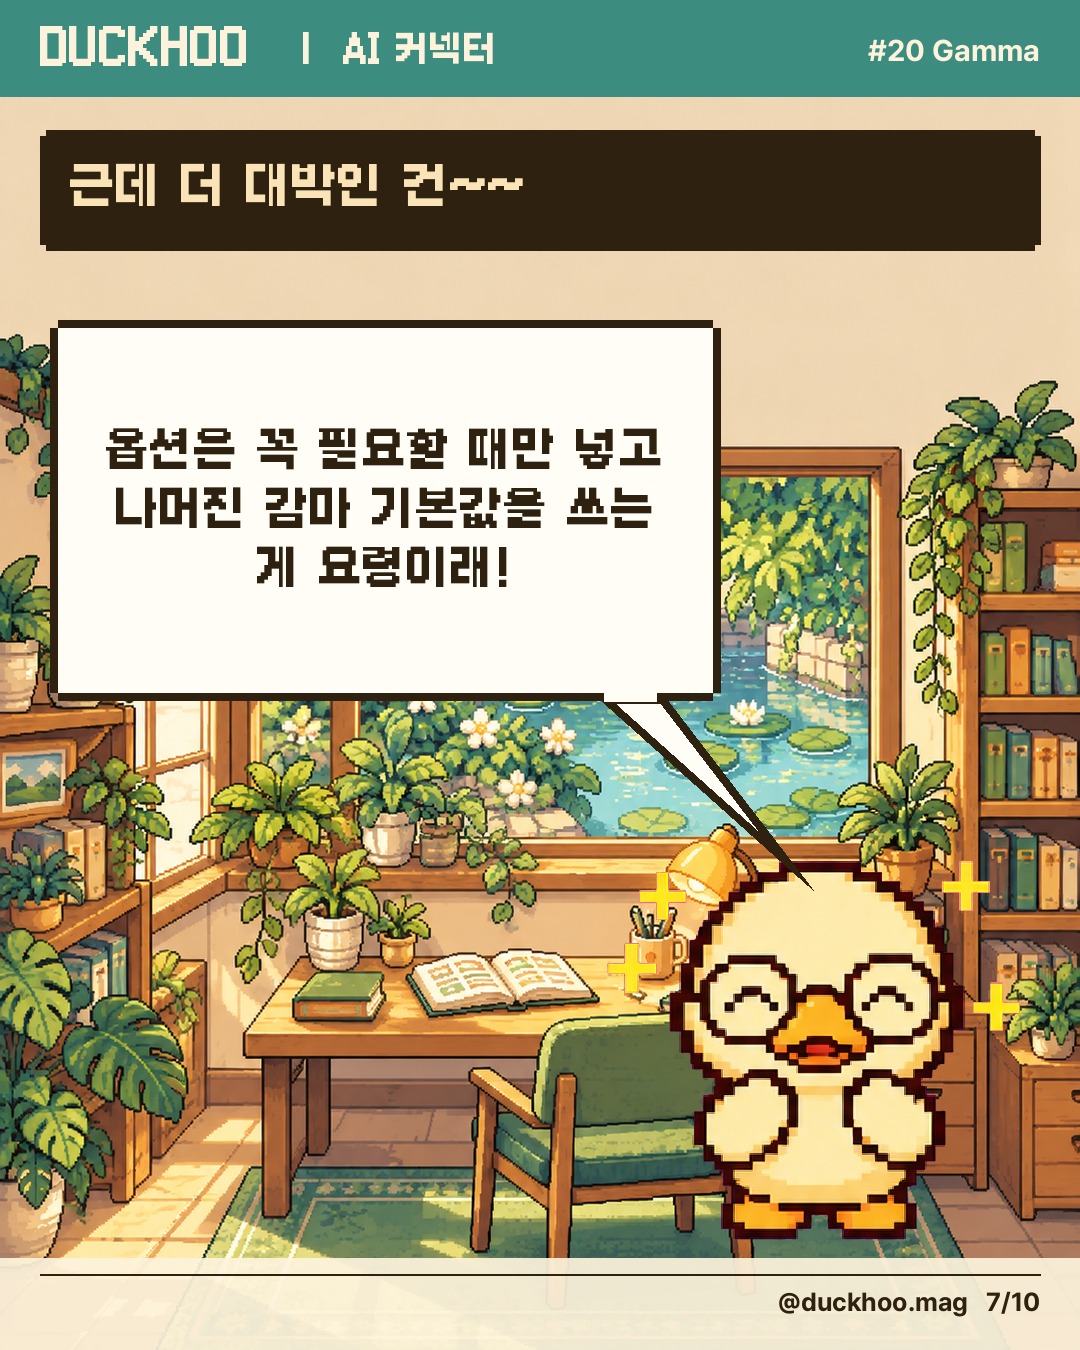 DUCKHOO | AI 커넥터
#20 Gamma
근데 더 대박인 건~~
옵션은 꼭 필요할 때만 넣고
나머진 감마 기본값을 쓰는
게 요령이래!
@duckhoo.mag 7/10